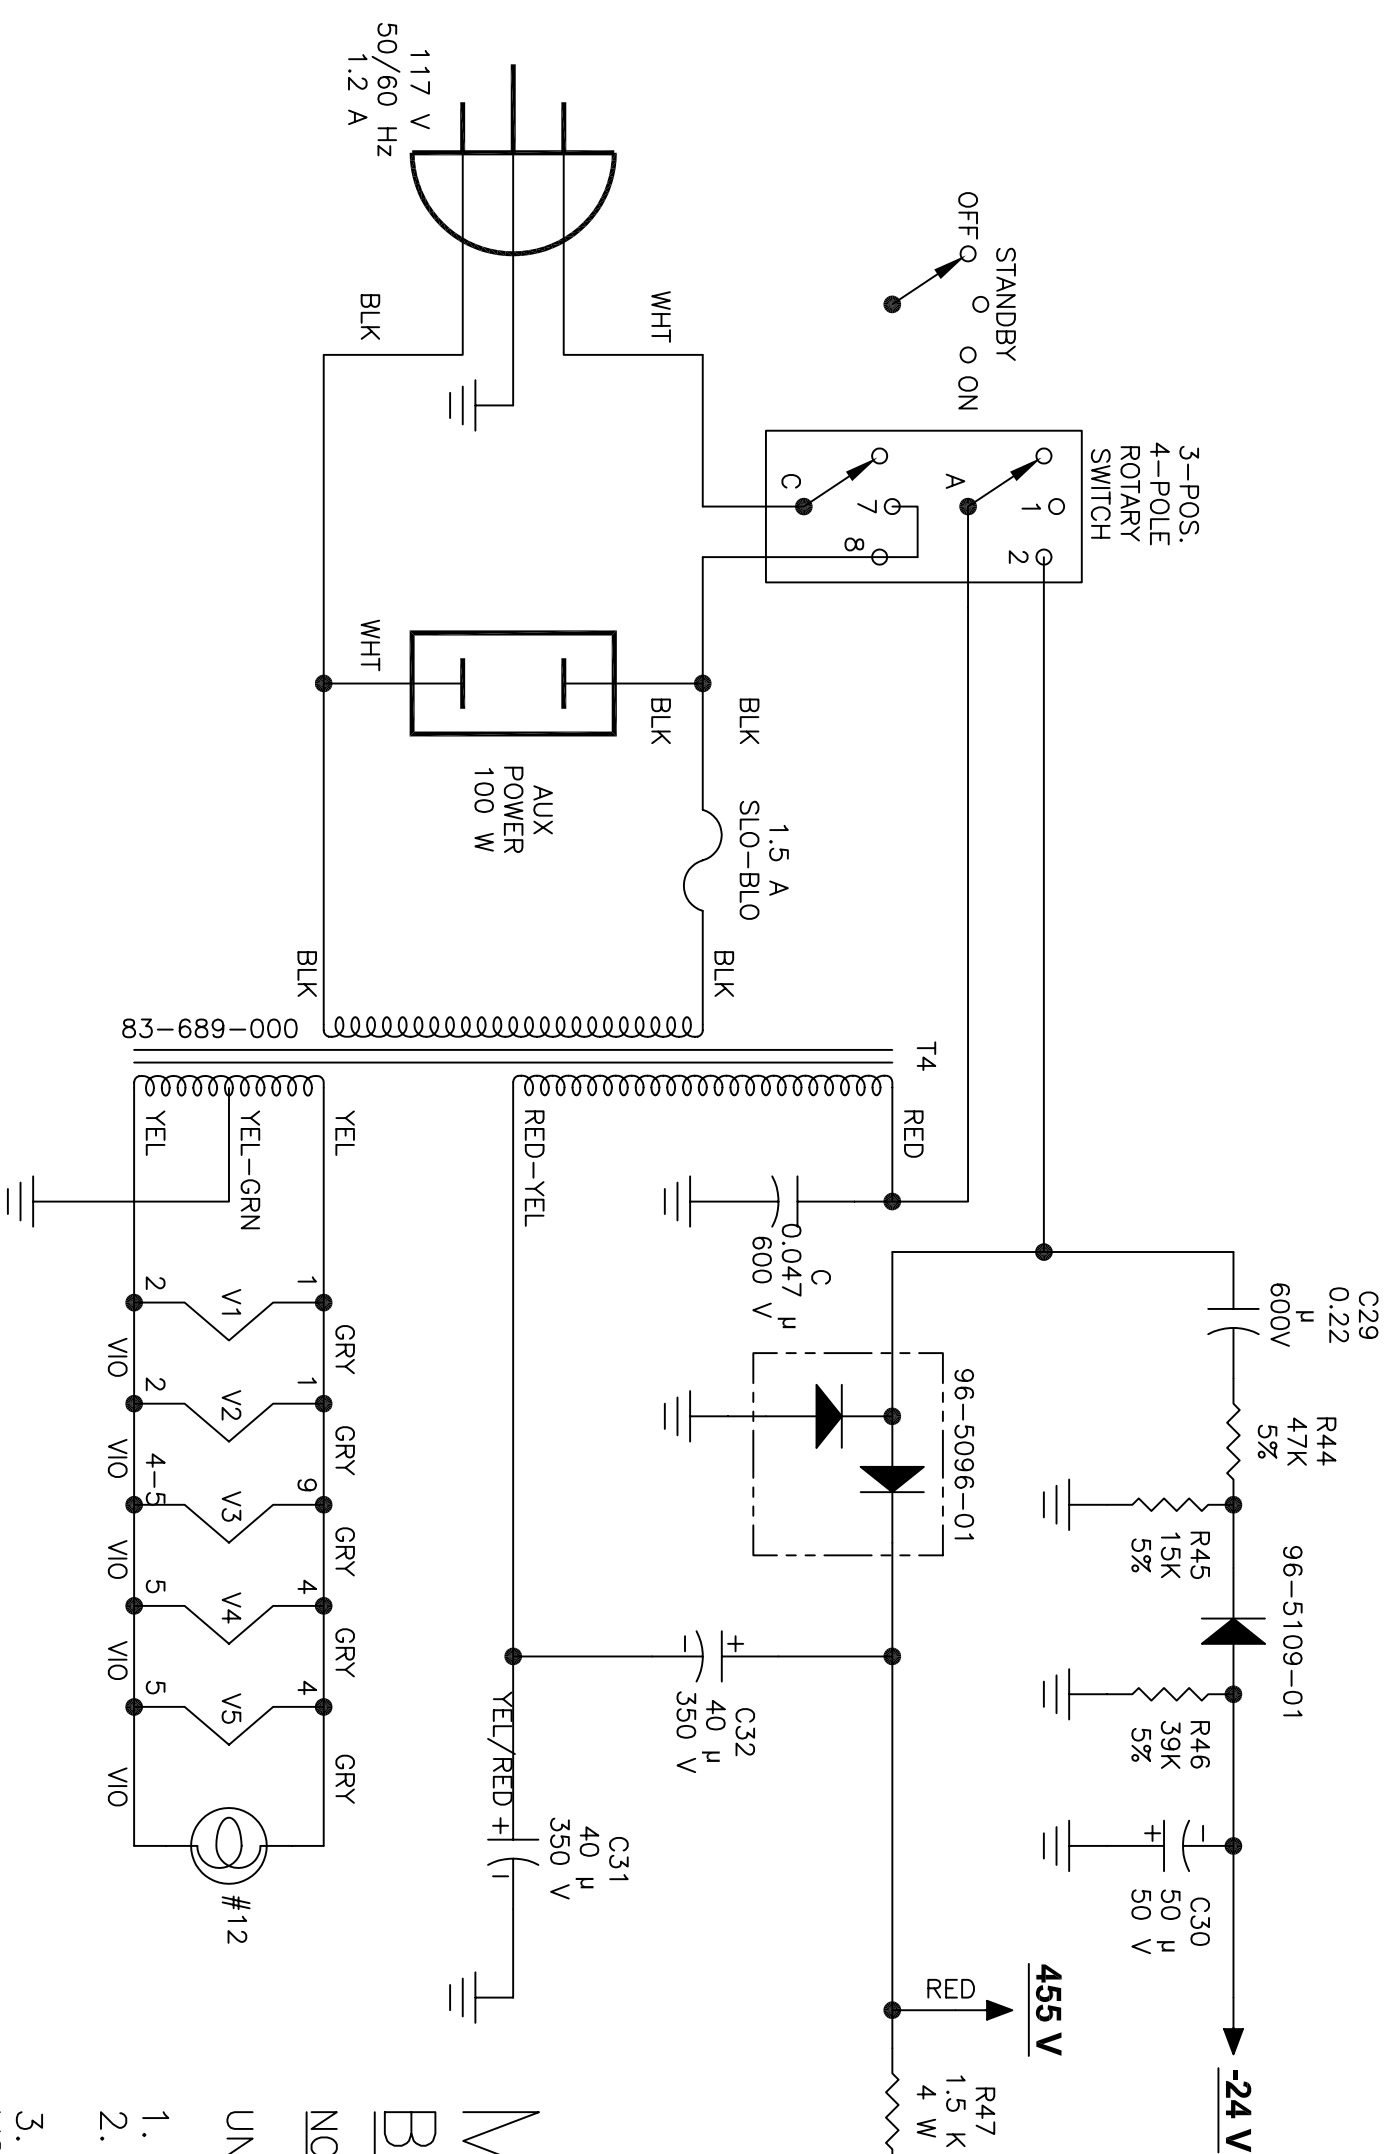 117 V
50/60 Hz
1.2 A
OFF
STANDBY
ON
3-POS.
4-POLE
ROTARY
SWITCH
A
1
2
C
7
8
WHT
BLK
WHT
BLK
BLK
AUX
POWER
100 W
1.5 A
SLO-BLO
BLK
BLK
83-689-000
T4
RED
RED-YEL
YEL
YEL-GRN
YEL
C
0.047 µ
600 V
C29
0.22
µ
600V
R44
47K
5%
R45
15K
5%
96-5109-01
R46
39K
5%
C30
50 µ
50 V
-
+
-24 V
96-5096-01
+
-
C32
40 µ
350 V
YEL/RED
+
-
C31
40 µ
350 V
RED
455 V
R47
1.5 K
4 W
1
V1
2
GRY
VIO
1
V2
2
GRY
VIO
9
V3
4-5
GRY
VIO
4
V4
5
GRY
VIO
4
V5
5
GRY
VIO
#12
B
NO
UN
1.
2.
3.